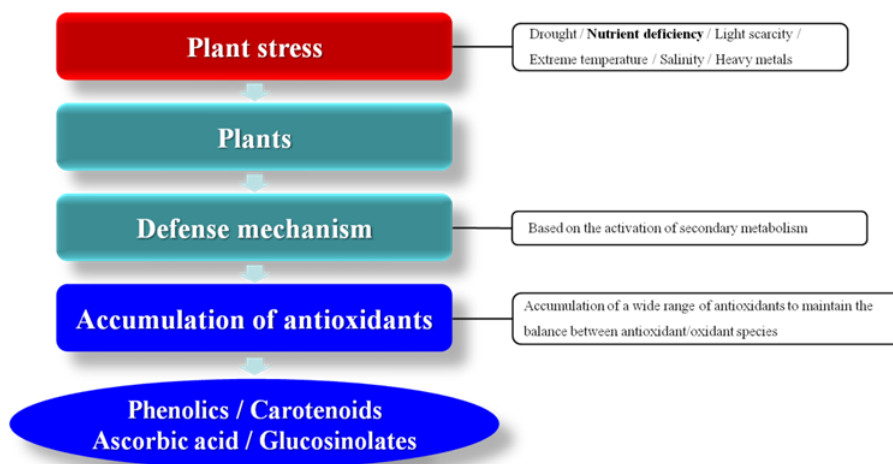 Plant stress
Drought / Nutrient deficiency / Light scarcity /
Extreme temperature / Salinity / Heavy metals
Plants
Defense mechanism
Based on the activation of secondary metabolism
Accumulation of antioxidants
Accumulation of a wide range of antioxidants to maintain the
balance between antioxidant/oxidant species
Phenolics / Carotenoids
Ascorbic acid / Glucosinolates